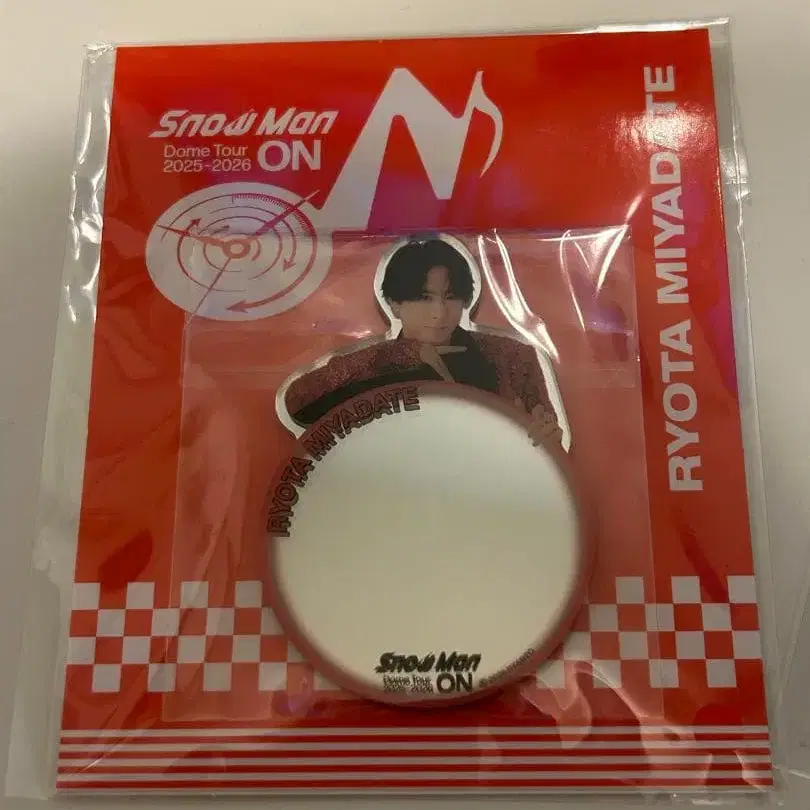 Snow Man
Dome Tour
2025-2026 ON
RYOTA MIYADATE
RYOTA MIYADATE
Snow Man
Dome Tour
2025-2026 ON